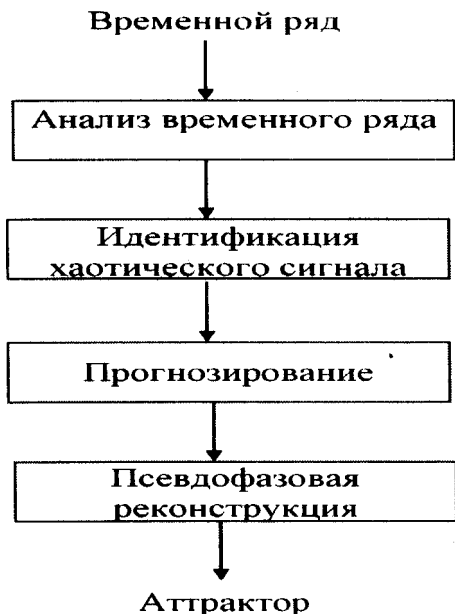 Временной ряд
Анализ временного ряда
Идентификация
хаотического сигнала
Прогнозирование
Псевдофазовая
реконструкция
Аттрактор